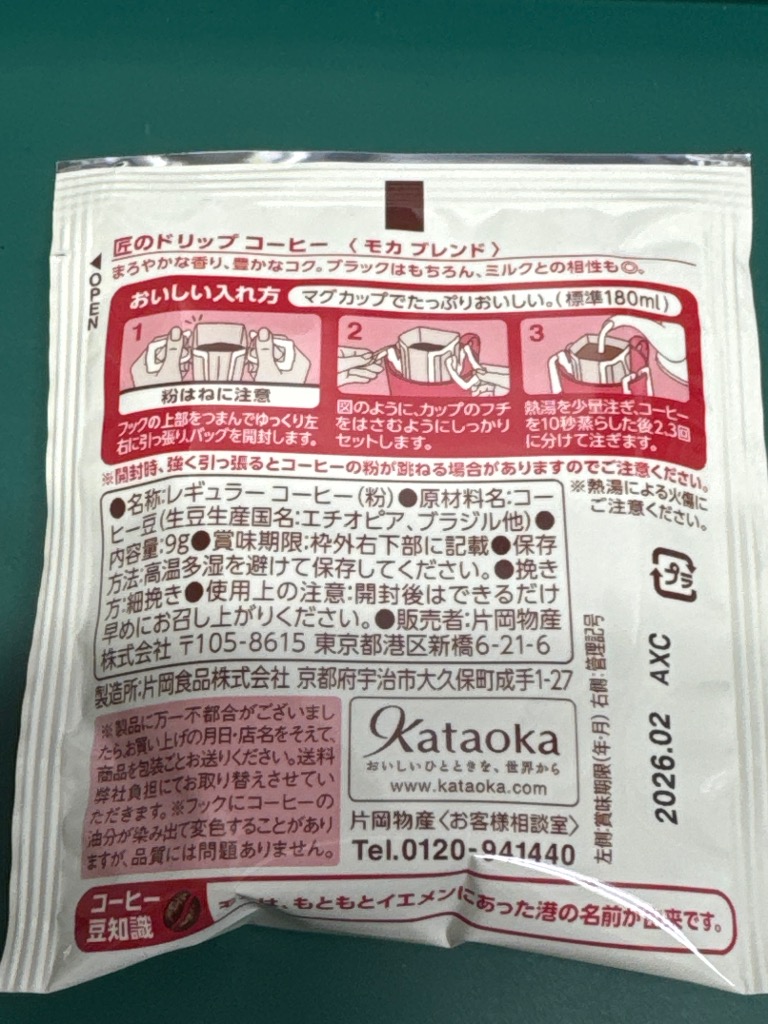 匠のドリップ コーヒー 〈 モカ ブレンド 〉
まろやかな香り、豊かなコク。ブラックはもちろん、ミルクとの相性も◎。
◀OPEN
おいしい入れ方 マグカップでたっぷりおいしい。(標準180ml)
1
粉はねに注意
フックの上部をつまんでゆっくり左
右に引っ張り、バッグを開封します。
2
図のように、カップのフチ
をはさむようにしっかり
セットします。
3
熱湯を少量注ぎ、コーヒー
を10秒蒸らした後2,3回
に分けて注ぎます。
※開封時、強く引っ張るとコーヒーの粉が跳ねる場合がありますのでご注意ください。
※熱湯による火傷に
ご注意ください。
●名称:レギュラー コーヒー(粉)●原材料名:コー
ヒー豆(生豆生産国名:エチオピア、ブラジル他)●
内容量:9g●賞味期限:枠外右下部に記載●保存
方法:高温多湿を避けて保存してください。●挽き
方:細挽き●使用上の注意:開封後はできるだけ
早めにお召し上がりください。●販売者:片岡物産
株式会社 〒105-8615 東京都港区新橋6-21-6
製造所:片岡食品株式会社 京都府宇治市大久保町成手1-27
プラ
左側:賞味期限(年・月) 右側:管理記号
2026.02 AXC
※製品に万一不都合がございまし
たら、お買い上げの月日・店名をそえて、
商品を包装ごとお送りください。送料
弊社負担にてお取り替えさせてい
ただきます。※フックにコーヒーの
油分が染み出て変色することがあり
ますが、品質には問題ありません。
Kataoka
おいしいひとときを、世界から
www.kataoka.com
片岡物産〈お客様相談室〉
Tel.0120-941440
コーヒー
豆知識
は、もともとイエメンにあった港の名前が由来です。